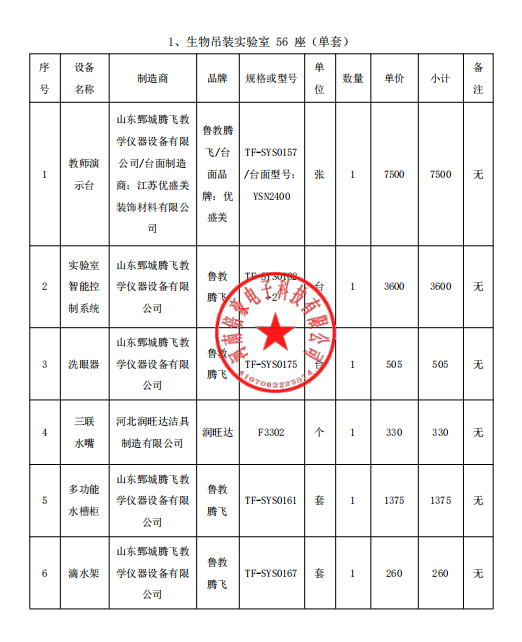 1、生物吊装实验室 56 座（单套）
序号 设备名称 制造商 品牌 规格或型号 单位 数量 单价 小计 备注
1 教师演示台 山东鄄城腾飞教学仪器设备有限公司/台面制造商：江苏优盛美装饰材料有限公司 鲁教腾飞/台面品牌：优盛美 TF-SYS0157/台面型号：YSN2400 张 1 7500 7500 无
2 实验室智能控制系统 山东鄄城腾飞教学仪器设备有限公司 鲁教腾飞 TF-SYS0162-2 台 1 3600 3600 无
3 洗眼器 山东鄄城腾飞教学仪器设备有限公司 鲁教腾飞 TF-SYS0175 台 1 505 505 无
4 三联水嘴 河北润旺达洁具制造有限公司 润旺达 F3302 个 1 330 330 无
5 多功能水槽柜 山东鄄城腾飞教学仪器设备有限公司 鲁教腾飞 TF-SYS0161 套 1 1375 1375 无
6 滴水架 山东鄄城腾飞教学仪器设备有限公司 鲁教腾飞 TF-SYS0167 套 1 260 260 无
电子科技有限公司